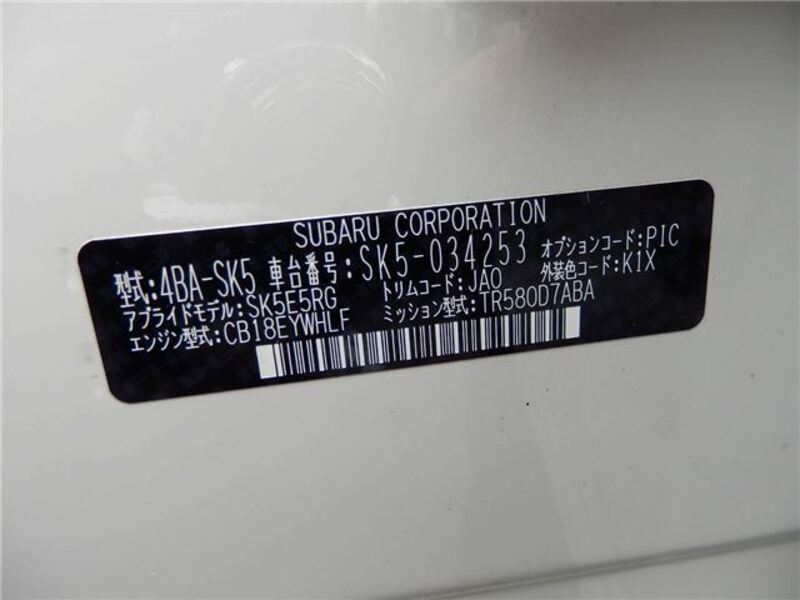 SUBARU CORPORATION
型式:4BA-SK5 車台番号:SK5-034253 オプションコード:PIC
アプライドモデル:SK5E5RG トリムコード:JAO 外装色コード:K1X
エンジン型式:CB18EYWHLF ミッション型式:TR580D7ABA